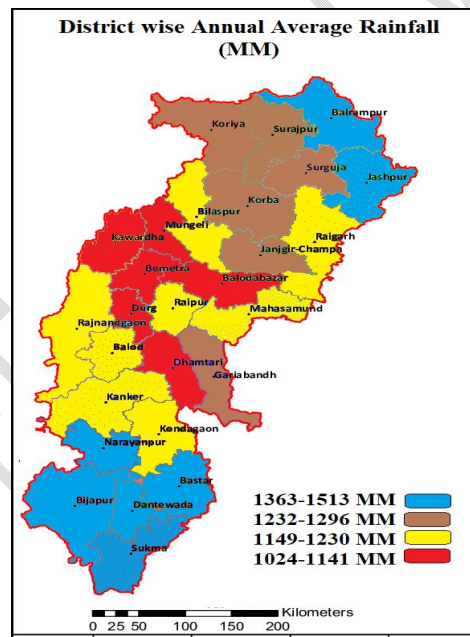 District wise Annual Average Rainfall
(MM)
Balrampur
Koriya
Surajpur
Surguja
Jashpur
Korba
Bilaspur
Mungeli
Raigarh
Kawardha
Janjgir-Champa
Bemetra
Balodabazar
Durg
Raipur
Mahasamund
Rajnandgaon
Balod
Dhamtari
Gariabandh
Kanker
Kondagaon
Narayanpur
Bastar
Bijapur
Dantewada
Sukma
1363-1513 MM
1232-1296 MM
1149-1230 MM
1024-1141 MM
Kilometers
0 25 50 100 150 200